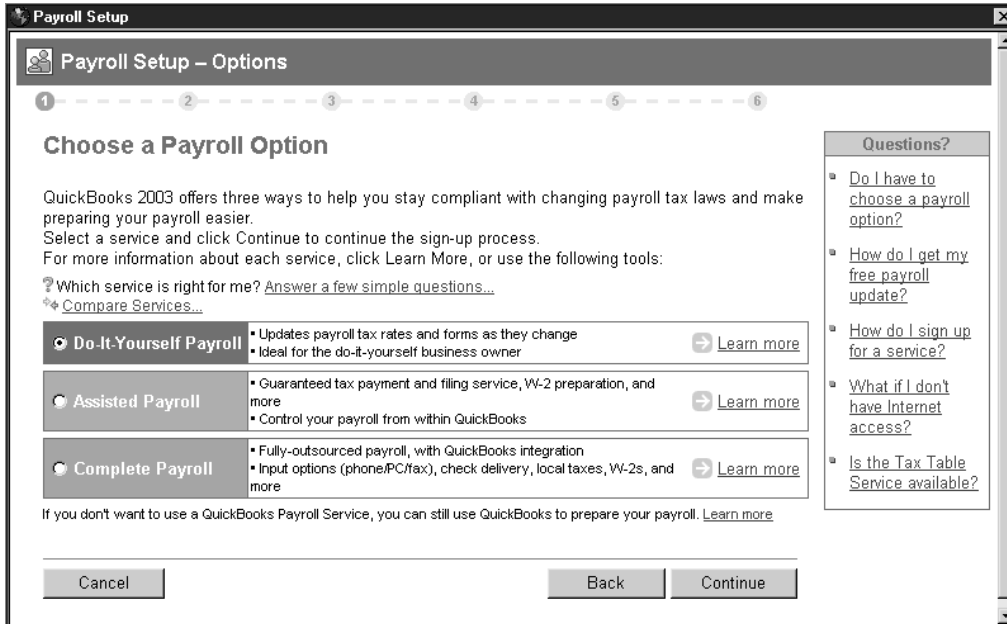 Payroll Setup
Payroll Setup – Options
1 2 3 4 5 6
Choose a Payroll Option
QuickBooks 2003 offers three ways to help you stay compliant with changing payroll tax laws and make
preparing your payroll easier.
Select a service and click Continue to continue the sign-up process.
For more information about each service, click Learn More, or use the following tools:
? Which service is right for me? Answer a few simple questions...
Compare Services...
Do-It-Yourself Payroll
▪ Updates payroll tax rates and forms as they change
▪ Ideal for the do-it-yourself business owner
Learn more
Assisted Payroll
▪ Guaranteed tax payment and filing service, W-2 preparation, and
more
▪ Control your payroll from within QuickBooks
Learn more
Complete Payroll
▪ Fully-outsourced payroll, with QuickBooks integration
▪ Input options (phone/PC/fax), check delivery, local taxes, W-2s, and
more
Learn more
If you don't want to use a QuickBooks Payroll Service, you can still use QuickBooks to prepare your payroll. Learn more
Questions?
Do I have to
choose a payroll
option?
How do I get my
free payroll
update?
How do I sign up
for a service?
What if I don't
have Internet
access?
Is the Tax Table
Service available?
Cancel
Back
Continue